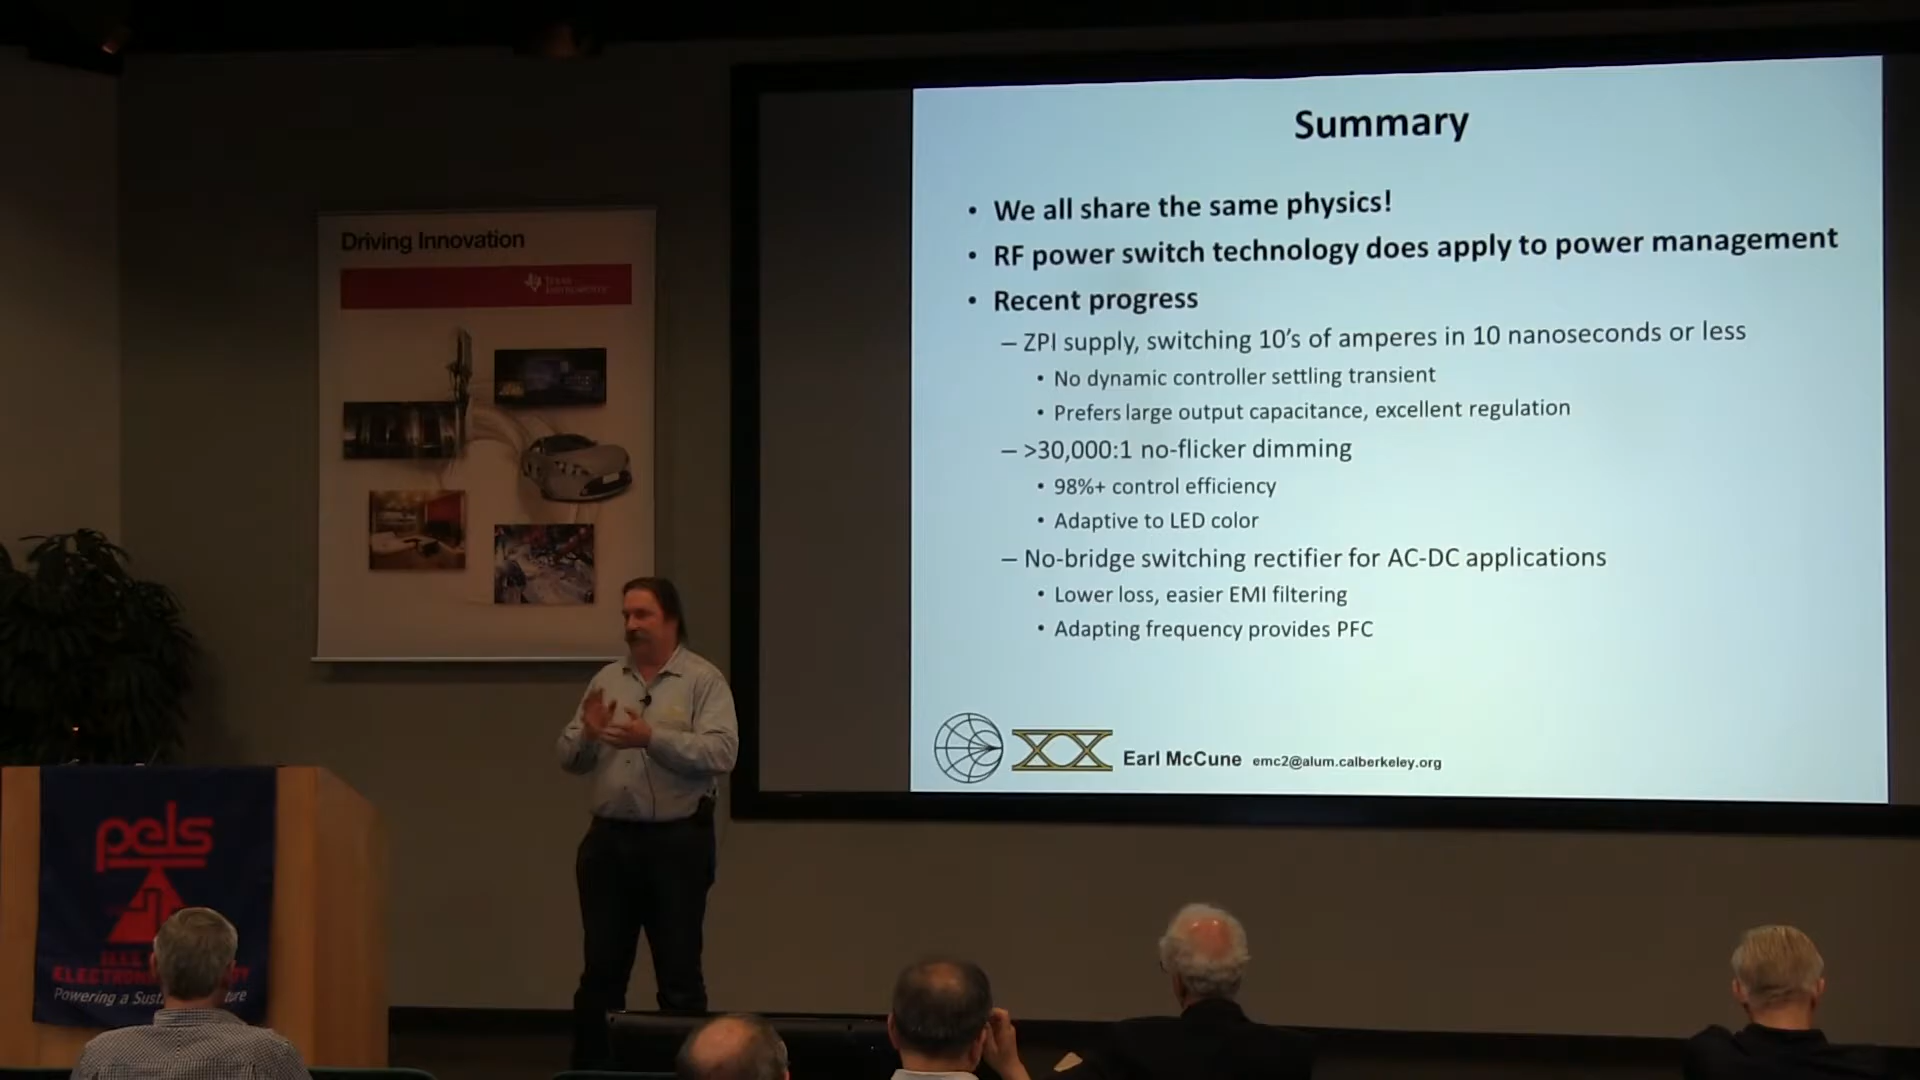 Driving Innovation
TEXAS
INSTRUMENTS
Summary
• We all share the same physics!
• RF power switch technology does apply to power management
• Recent progress
– ZPI supply, switching 10’s of amperes in 10 nanoseconds or less
• No dynamic controller settling transient
• Prefers large output capacitance, excellent regulation
– >30,000:1 no-flicker dimming
• 98%+ control efficiency
• Adaptive to LED color
– No-bridge switching rectifier for AC-DC applications
• Lower loss, easier EMI filtering
• Adapting frequency provides PFC
Earl McCune emc2@alum.calberkeley.org
pels
IEEE
Powering a